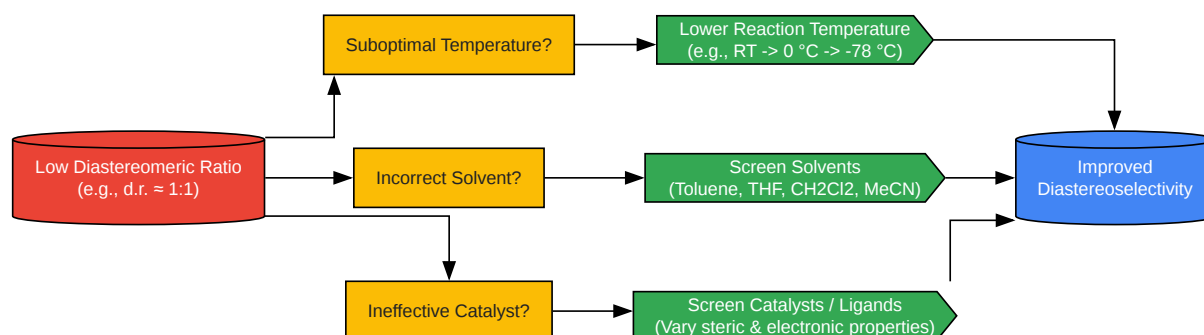 Suboptimal Temperature?
Lower Reaction Temperature
(e.g., RT -> 0 °C -> -78 °C)
Low Diastereomeric Ratio
(e.g., d.r. ≈ 1:1)
Incorrect Solvent?
Screen Solvents
(Toluene, THF, CH2Cl2, MeCN)
Improved
Diastereoselectivity
Ineffective Catalyst?
Screen Catalysts / Ligands
(Vary steric & electronic properties)